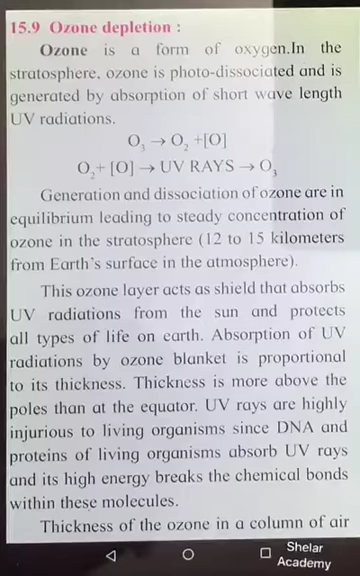 15.9 Ozone depletion :
Ozone is a form of oxygen.In the
stratosphere, ozone is photo-dissociated and is
generated by absorption of short wave length
UV radiations.
O₃ → O₂ +[O]
O₂+ [O] → UV RAYS → O₃
Generation and dissociation of ozone are in
equilibrium leading to steady concentration of
ozone in the stratosphere (12 to 15 kilometers
from Earth's surface in the atmosphere).
This ozone layer acts as shield that absorbs
UV radiations from the sun and protects
all types of life on earth. Absorption of UV
radiations by ozone blanket is proportional
to its thickness. Thickness is more above the
poles than at the equator. UV rays are highly
injurious to living organisms since DNA and
proteins of living organisms absorb UV rays
and its high energy breaks the chemical bonds
within these molecules.
Thickness of the ozone in a column of air
Shelar
Academy